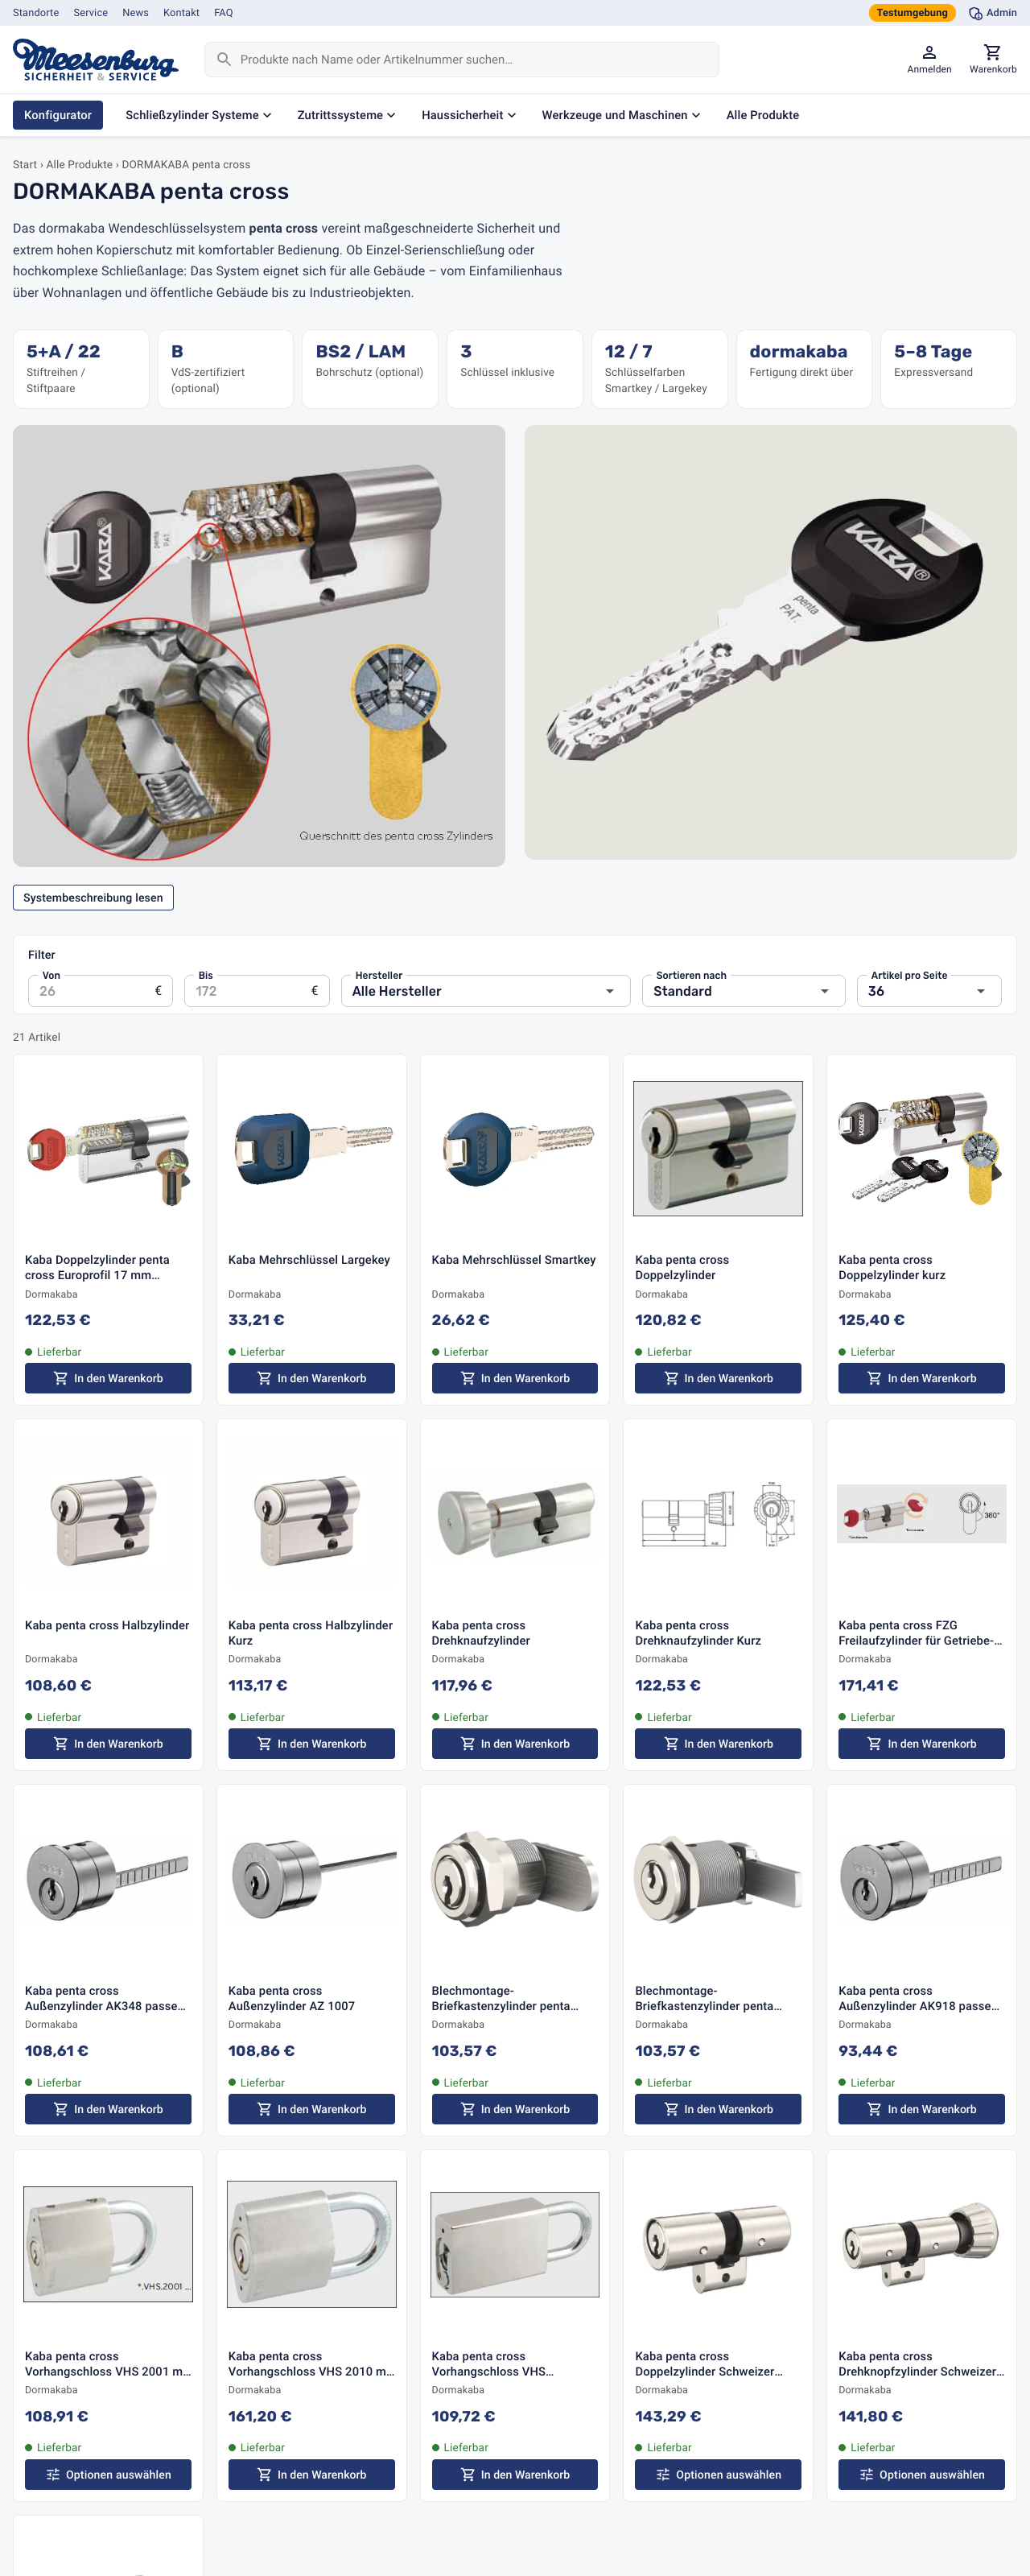 Standorte Service News Kontakt FAQ Testumgebung Admin
Meesenburg
SICHERHEIT & SERVICE
Produkte nach Name oder Artikelnummer suchen...
Anmelden Warenkorb
Konfigurator Schließzylinder Systeme Zutrittssysteme Haussicherheit Werkzeuge und Maschinen Alle Produkte
Start › Alle Produkte › DORMAKABA penta cross
DORMAKABA penta cross
Das dormakaba Wendeschlüsselsystem penta cross vereint maßgeschneiderte Sicherheit und
extrem hohen Kopierschutz mit komfortabler Bedienung. Ob Einzel-Serienschließung oder
hochkomplexe Schließanlage: Das System eignet sich für alle Gebäude – vom Einfamilienhaus
über Wohnanlagen und öffentliche Gebäude bis zu Industrieobjekten.
5+A / 22 B BS2 / LAM 3 12 / 7 dormakaba 5–8 Tage
Stiftreihen / VdS-zertifiziert Bohrschutz (optional) Schlüssel inklusive Schlüsselfarben Fertigung direkt über Expressversand
Stiftpaare (optional) Smartkey / Largekey
KABA®
penta
PAT.
KABA®
penta
PAT.
Querschnitt des penta cross Zylinders
Systembeschreibung lesen
Filter
Von Bis Hersteller Sortieren nach Artikel pro Seite
26 € 172 € Alle Hersteller Standard 36
21 Artikel
Kaba Doppelzylinder penta Kaba Mehrschlüssel Largekey Kaba Mehrschlüssel Smartkey Kaba penta cross Kaba penta cross
cross Europrofil 17 mm... Doppelzylinder Doppelzylinder kurz
Dormakaba Dormakaba Dormakaba Dormakaba Dormakaba
122,53 € 33,21 € 26,62 € 120,82 € 125,40 €
Lieferbar Lieferbar Lieferbar Lieferbar Lieferbar
In den Warenkorb In den Warenkorb In den Warenkorb In den Warenkorb In den Warenkorb
360°
Kaba penta cross Halbzylinder Kaba penta cross Halbzylinder Kaba penta cross Kaba penta cross Kaba penta cross FZG
Kurz Drehknaufzylinder Drehknaufzylinder Kurz Freilaufzylinder für Getriebe-...
Dormakaba Dormakaba Dormakaba Dormakaba Dormakaba
108,60 € 113,17 € 117,96 € 122,53 € 171,41 €
Lieferbar Lieferbar Lieferbar Lieferbar Lieferbar
In den Warenkorb In den Warenkorb In den Warenkorb In den Warenkorb In den Warenkorb
Kaba penta cross Kaba penta cross Blechmontage- Blechmontage- Kaba penta cross
Außenzylinder AK348 passe... Außenzylinder AZ 1007 Briefkastenzylinder penta... Briefkastenzylinder penta... Außenzylinder AK918 passe...
Dormakaba Dormakaba Dormakaba Dormakaba Dormakaba
108,61 € 108,86 € 103,57 € 103,57 € 93,44 €
Lieferbar Lieferbar Lieferbar Lieferbar Lieferbar
In den Warenkorb In den Warenkorb In den Warenkorb In den Warenkorb In den Warenkorb
*.VHS.2001 ...
Kaba penta cross Kaba penta cross Kaba penta cross Kaba penta cross Kaba penta cross
Vorhangschloss VHS 2001 m... Vorhangschloss VHS 2010 m... Vorhangschloss VHS... Doppelzylinder Schweizer... Drehknopfzylinder Schweizer...
Dormakaba Dormakaba Dormakaba Dormakaba Dormakaba
108,91 € 161,20 € 109,72 € 143,29 € 141,80 €
Lieferbar Lieferbar Lieferbar Lieferbar Lieferbar
Optionen auswählen In den Warenkorb In den Warenkorb Optionen auswählen Optionen auswählen